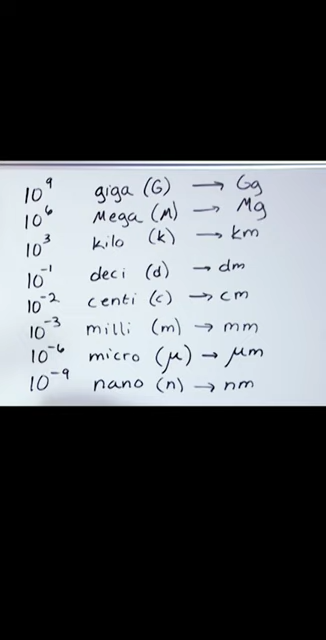 10⁹ giga (G) → Gg
10⁶ Mega (M) → Mg
10³ kilo (k) → km
10⁻¹ deci (d) → dm
10⁻² centi (c) → cm
10⁻³ milli (m) → mm
10⁻⁶ micro (μ) → μm
10⁻⁹ nano (n) → nm